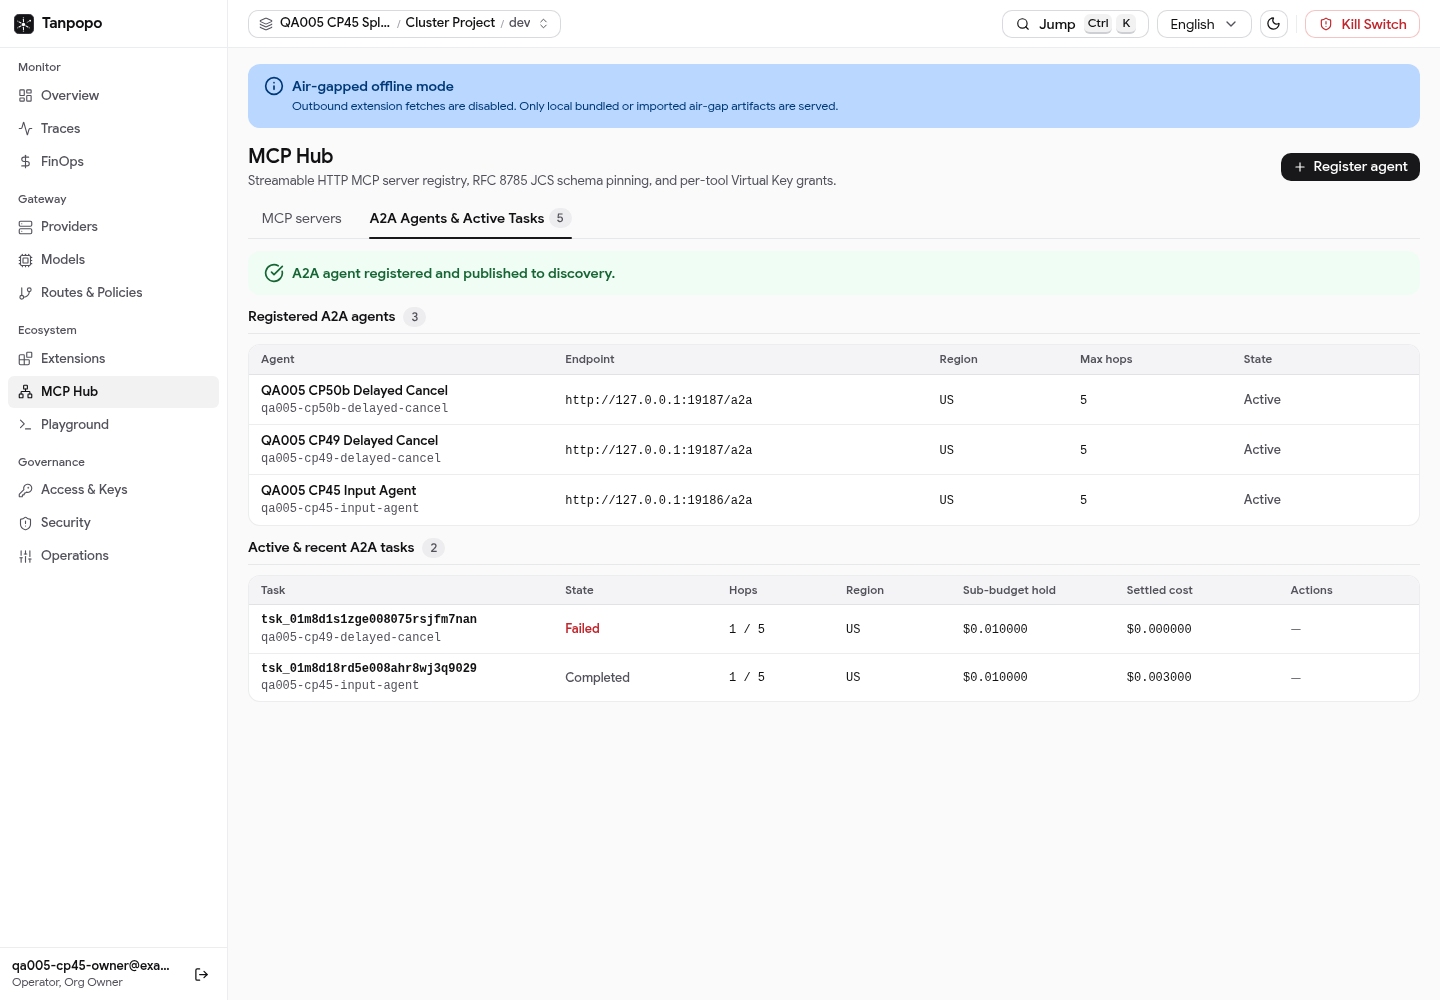 Tanpopo
QA005 CP45 Spl... / Cluster Project / dev
Jump Ctrl K
English
Kill Switch
Monitor
Overview
Traces
FinOps
Gateway
Providers
Models
Routes & Policies
Ecosystem
Extensions
MCP Hub
Playground
Governance
Access & Keys
Security
Operations
qa005-cp45-owner@exa...
Operator, Org Owner
Air-gapped offline mode
Outbound extension fetches are disabled. Only local bundled or imported air-gap artifacts are served.
MCP Hub
Streamable HTTP MCP server registry, RFC 8785 JCS schema pinning, and per-tool Virtual Key grants.
Register agent
MCP servers
A2A Agents & Active Tasks 5
A2A agent registered and published to discovery.
Registered A2A agents 3
Agent Endpoint Region Max hops State
QA005 CP50b Delayed Cancel
qa005-cp50b-delayed-cancel
http://127.0.0.1:19187/a2a US 5 Active
QA005 CP49 Delayed Cancel
qa005-cp49-delayed-cancel
http://127.0.0.1:19187/a2a US 5 Active
QA005 CP45 Input Agent
qa005-cp45-input-agent
http://127.0.0.1:19186/a2a US 5 Active
Active & recent A2A tasks 2
Task State Hops Region Sub-budget hold Settled cost Actions
tsk_01m8d1s1zge008075rsjfm7nan
qa005-cp49-delayed-cancel
Failed 1 / 5 US $0.010000 $0.000000 —
tsk_01m8d18rd5e008ahr8wj3q9029
qa005-cp45-input-agent
Completed 1 / 5 US $0.010000 $0.003000 —